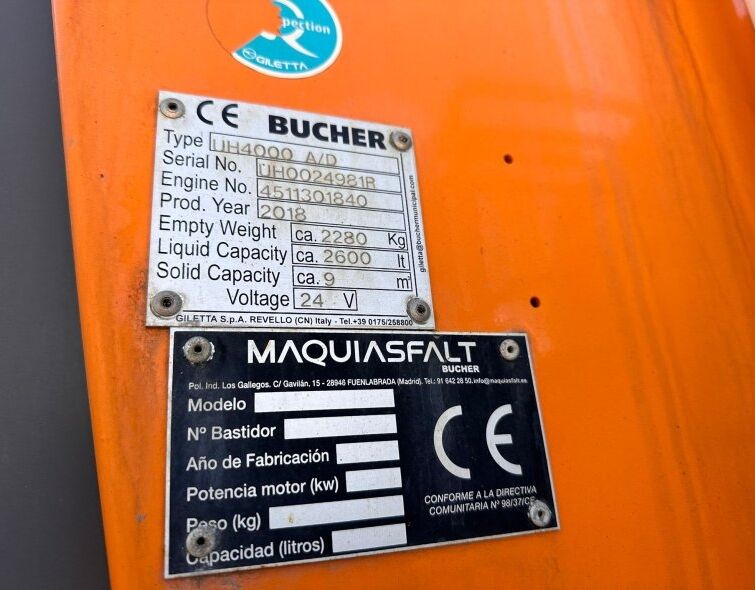 pection
GILETTA
CE BUCHER
Type UH4000 A/D
Serial No. UH0024981R
Engine No. 4511301840
Prod. Year 2018
Empty Weight ca. 2280 Kg
Liquid Capacity ca. 2600 lt
Solid Capacity ca. 9 m³
Voltage 24 V
GILETTA S.p.A. REVELLO (CN) Italy - Tel.+39 0175/258800
giletta@buchermunicipal.com
MAQUIASFALT
BUCHER
Pol. Ind. Los Gallegos. C/ Gavilán, 15 - 28946 FUENLABRADA (Madrid). Tel.: 91 642 28 50. info@maquiasfalt.es
Modelo
Nº Bastidor
Año de Fabricación
Potencia motor (kw)
Peso (kg)
Capacidad (litros)
CE
CONFORME A LA DIRECTIVA
COMUNITARIA Nº 98/37/CE